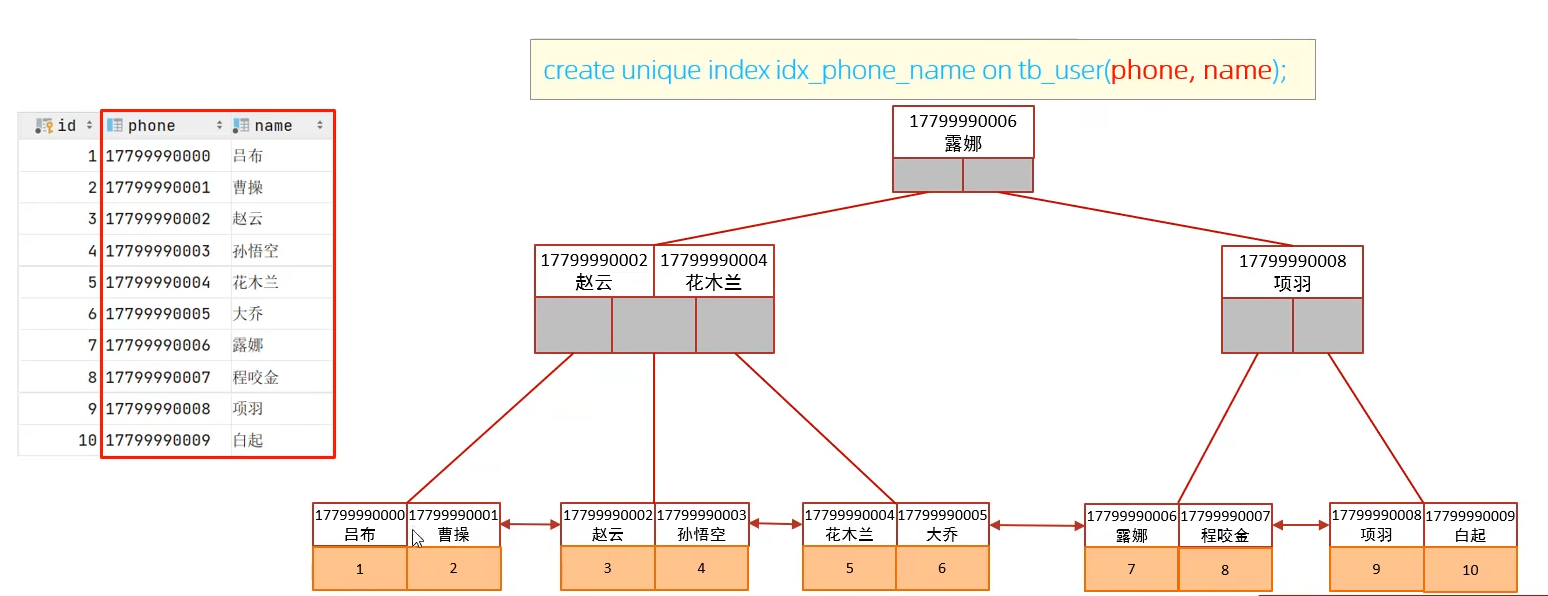 create unique index idx_phone_name on tb_user(phone, name);
id phone name
1 17799990000 吕布
2 17799990001 曹操
3 17799990002 赵云
4 17799990003 孙悟空
5 17799990004 花木兰
6 17799990005 大乔
7 17799990006 露娜
8 17799990007 程咬金
9 17799990008 项羽
10 17799990009 白起
17799990006
露娜
17799990002 17799990004
赵云 花木兰
17799990008
项羽
17799990000 17799990001
吕布 曹操
1 2
17799990002 17799990003
赵云 孙悟空
3 4
17799990004 17799990005
花木兰 大乔
5 6
17799990006 17799990007
露娜 程咬金
7 8
17799990008 17799990009
项羽 白起
9 10